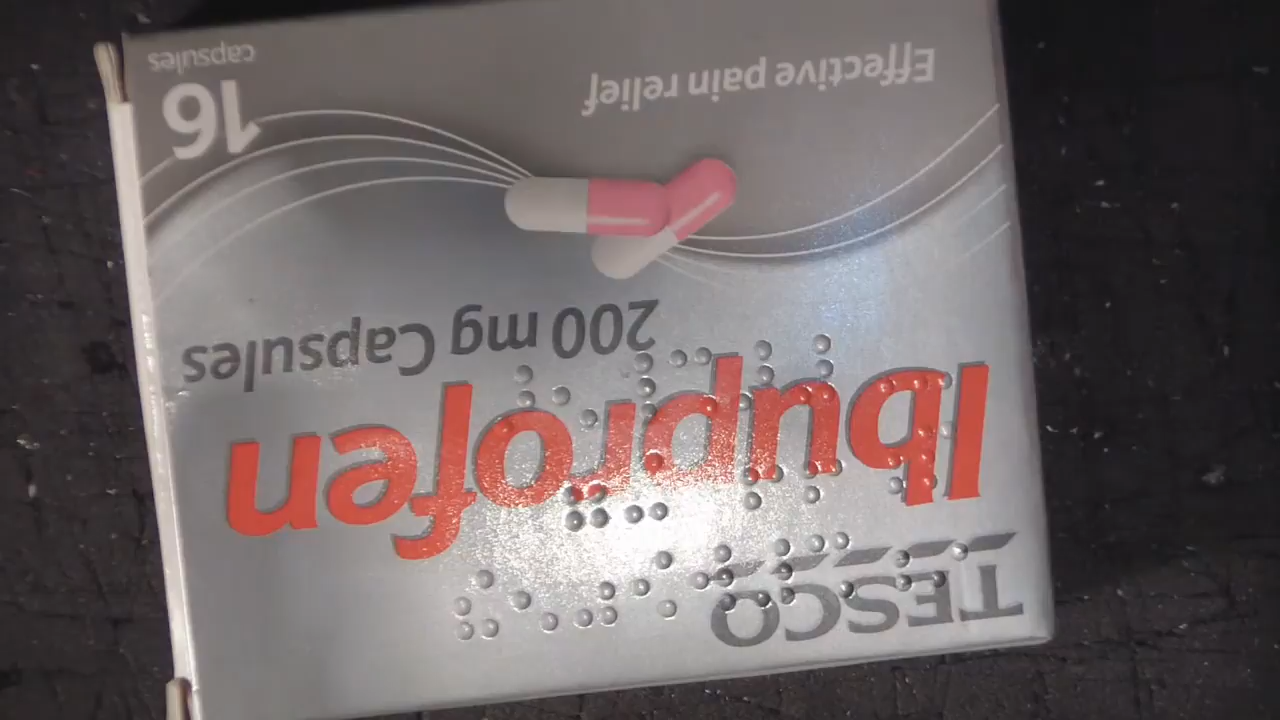 TESCO
Ibuprofen
200 mg Capsules
Effective pain relief
16
capsules